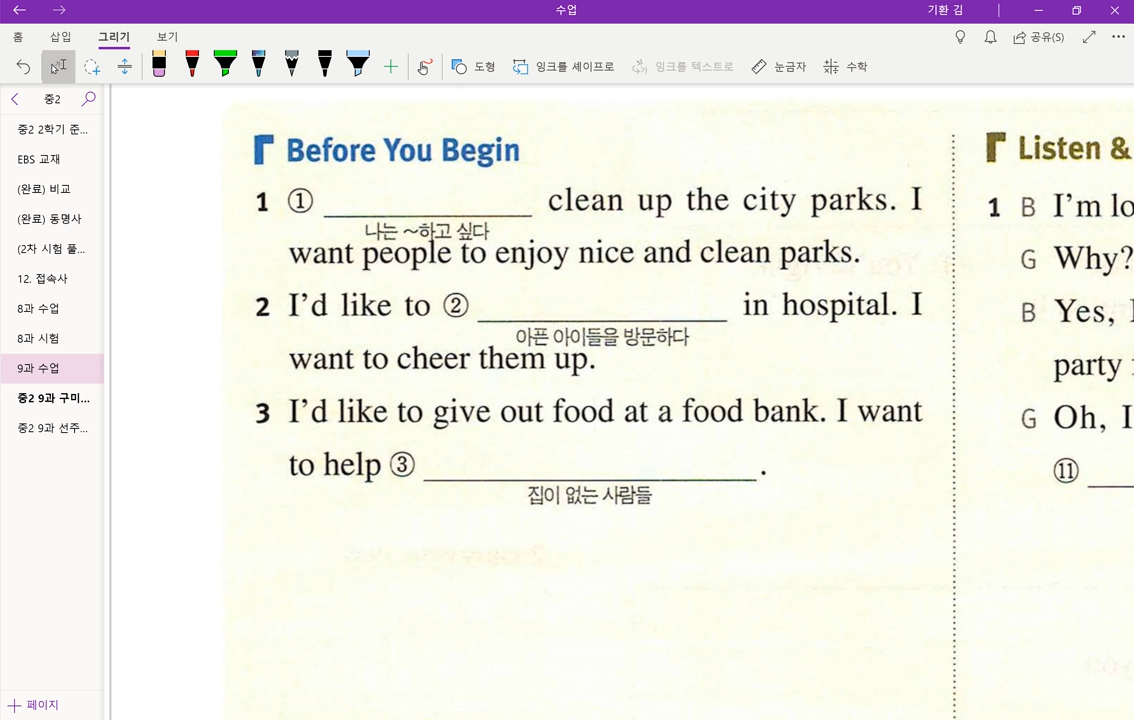 수업
기환 김
홈 삽입 그리기 보기
공유(S)
도형 잉크를 셰이프로 잉크를 텍스트로 눈금자 수학
중2
중2 2학기 준...
EBS 교재
(완료) 비교
(완료) 동명사
(2차 시험 풀...
12. 접속사
8과 수업
8과 시험
9과 수업
중2 9과 구미...
중2 9과 선주...
페이지
Before You Begin
1 ① ____________ clean up the city parks. I
나는 ~하고 싶다
want people to enjoy nice and clean parks.
2 I'd like to ② ____________ in hospital. I
아픈 아이들을 방문하다
want to cheer them up.
3 I'd like to give out food at a food bank. I want
to help ③ ____________.
집이 없는 사람들
Listen &
1 B I'm lo
G Why?
B Yes,
party
G Oh, I
⑪ ____